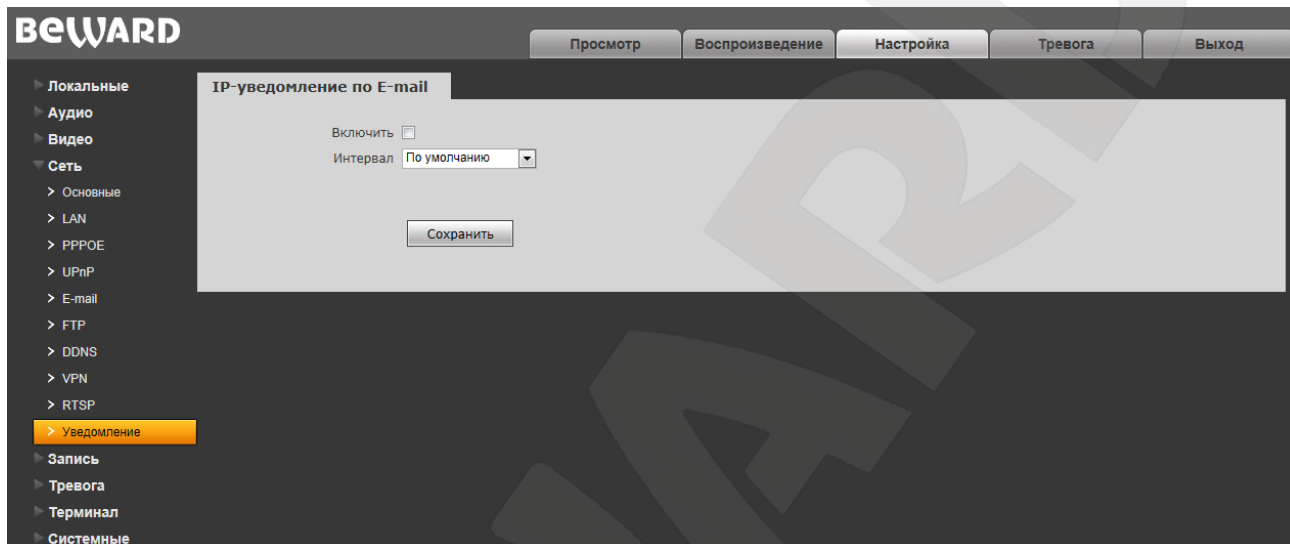 BEWARD
Просмотр Воспроизведение Настройка Тревога Выход
Локальные
Аудио
Видео
Сеть
Основные
LAN
PPPOE
UPnP
E-mail
FTP
DDNS
VPN
RTSP
Уведомление
Запись
Тревога
Терминал
Системные
IP-уведомление по E-mail
Включить
Интервал По умолчанию
Сохранить